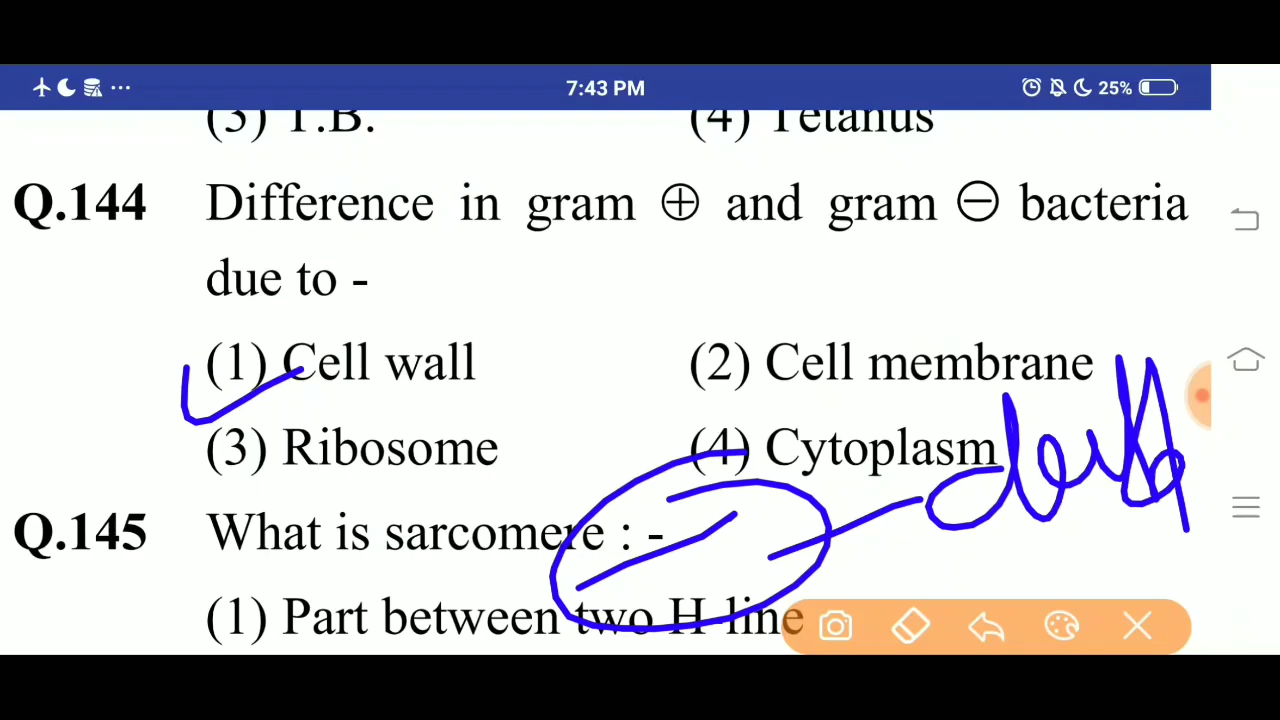 7:43 PM 25%
(3) T.B. (4) Tetanus
Q.144 Difference in gram ⊕ and gram ⊖ bacteria
due to -
(1) Cell wall (2) Cell membrane
(3) Ribosome (4) Cytoplasm
Q.145 What is sarcomere : -
(1) Part between two H-line